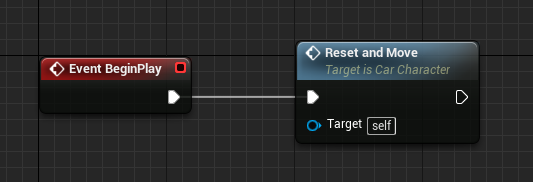 Event BeginPlay
Reset and Move
Target is Car Character
Target self